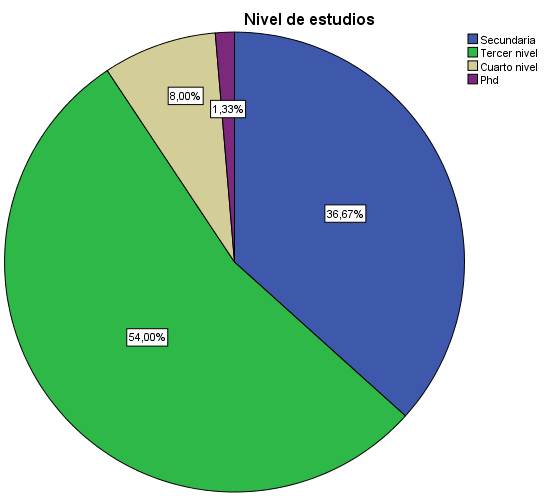 Nivel de estudios
Secundaria
Tercer nivel
Cuarto nivel
Phd
8,00%
1,33%
36,67%
54,00%